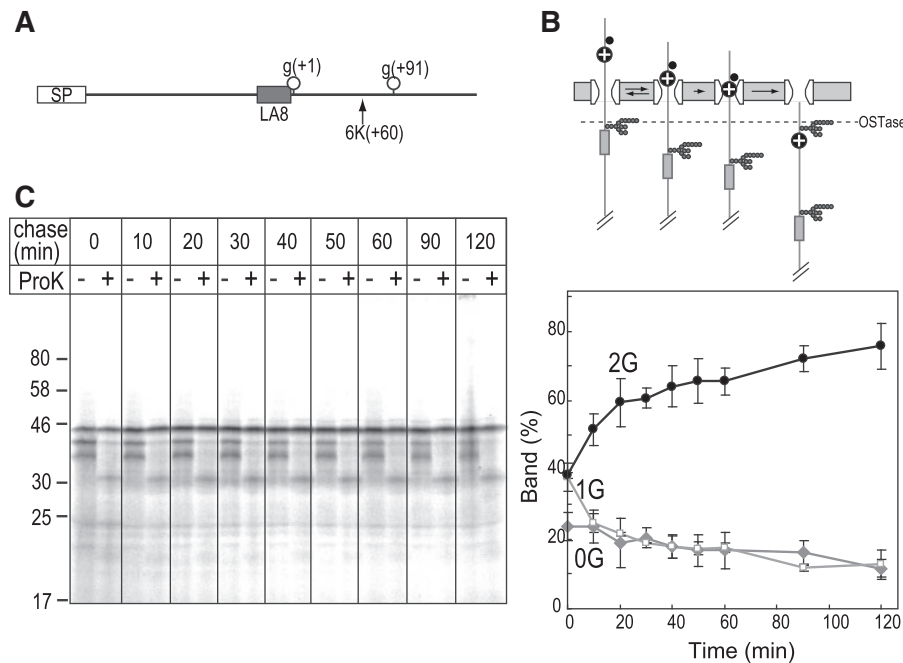 A
SP
LA8
g(+1)
g(+91)
6K(+60)
B
OSTase
C
chase (min) 0 10 20 30 40 50 60 90 120
ProK - + - + - + - + - + - + - + - + - +
80
58
46
30
25
17
Band (%)
80
60
40
20
0
2G
1G
0G
0 20 40 60 80 100 120
Time (min)